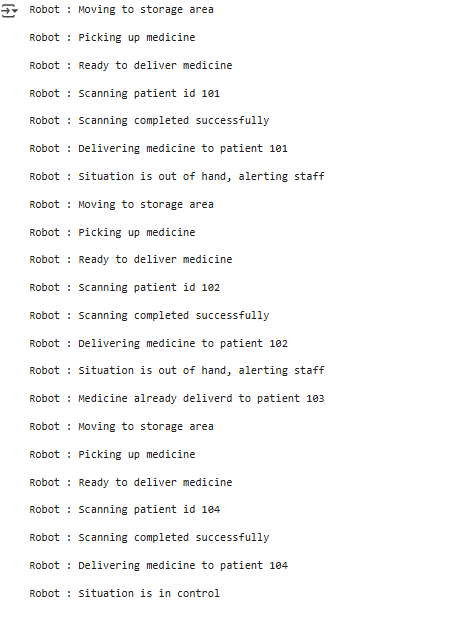 Robot : Moving to storage area
Robot : Picking up medicine
Robot : Ready to deliver medicine
Robot : Scanning patient id 101
Robot : Scanning completed successfully
Robot : Delivering medicine to patient 101
Robot : Situation is out of hand, alerting staff
Robot : Moving to storage area
Robot : Picking up medicine
Robot : Ready to deliver medicine
Robot : Scanning patient id 102
Robot : Scanning completed successfully
Robot : Delivering medicine to patient 102
Robot : Situation is out of hand, alerting staff
Robot : Medicine already deliverd to patient 103
Robot : Moving to storage area
Robot : Picking up medicine
Robot : Ready to deliver medicine
Robot : Scanning patient id 104
Robot : Scanning completed successfully
Robot : Delivering medicine to patient 104
Robot : Situation is in control